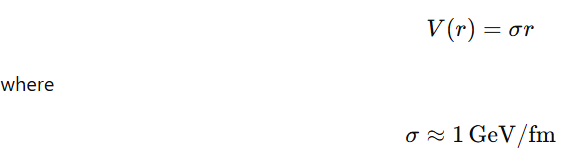 V(r) = σr
where
σ ≈ 1 GeV/fm